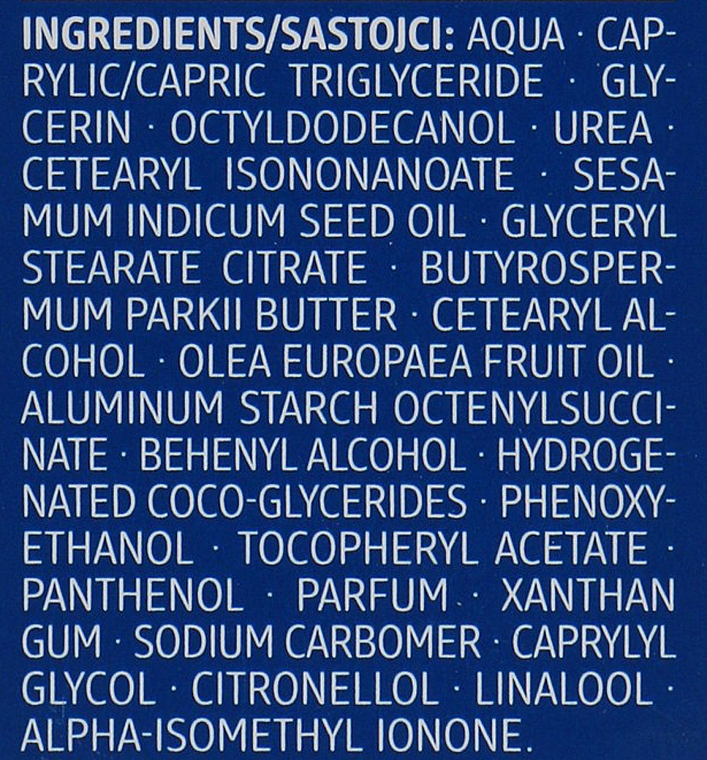 INGREDIENTS/SASTOJCI: AQUA · CAP-
RYLIC/CAPRIC TRIGLYCERIDE · GLY-
CERIN · OCTYLDODECANOL · UREA ·
CETEARYL ISONONANOATE · SESA-
MUM INDICUM SEED OIL · GLYCERYL
STEARATE CITRATE · BUTYROSPER-
MUM PARKII BUTTER · CETEARYL AL-
COHOL · OLEA EUROPAEA FRUIT OIL ·
ALUMINUM STARCH OCTENYLSUCCI-
NATE · BEHENYL ALCOHOL · HYDROGE-
NATED COCO-GLYCERIDES · PHENOXY-
ETHANOL · TOCOPHERYL ACETATE ·
PANTHENOL · PARFUM · XANTHAN
GUM · SODIUM CARBOMER · CAPRYLYL
GLYCOL · CITRONELLOL · LINALOOL ·
ALPHA-ISOMETHYL IONONE.